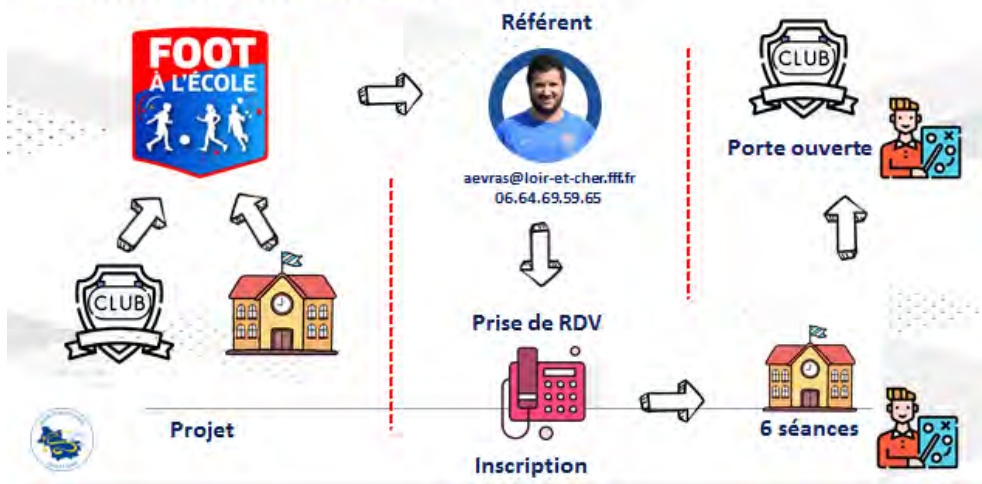 FOOT
À L'ÉCOLE
CLUB
Projet
Référent
aevras@loir-et-cher.fff.fr
06.64.69.59.65
Prise de RDV
Inscription
CLUB
Porte ouverte
6 séances